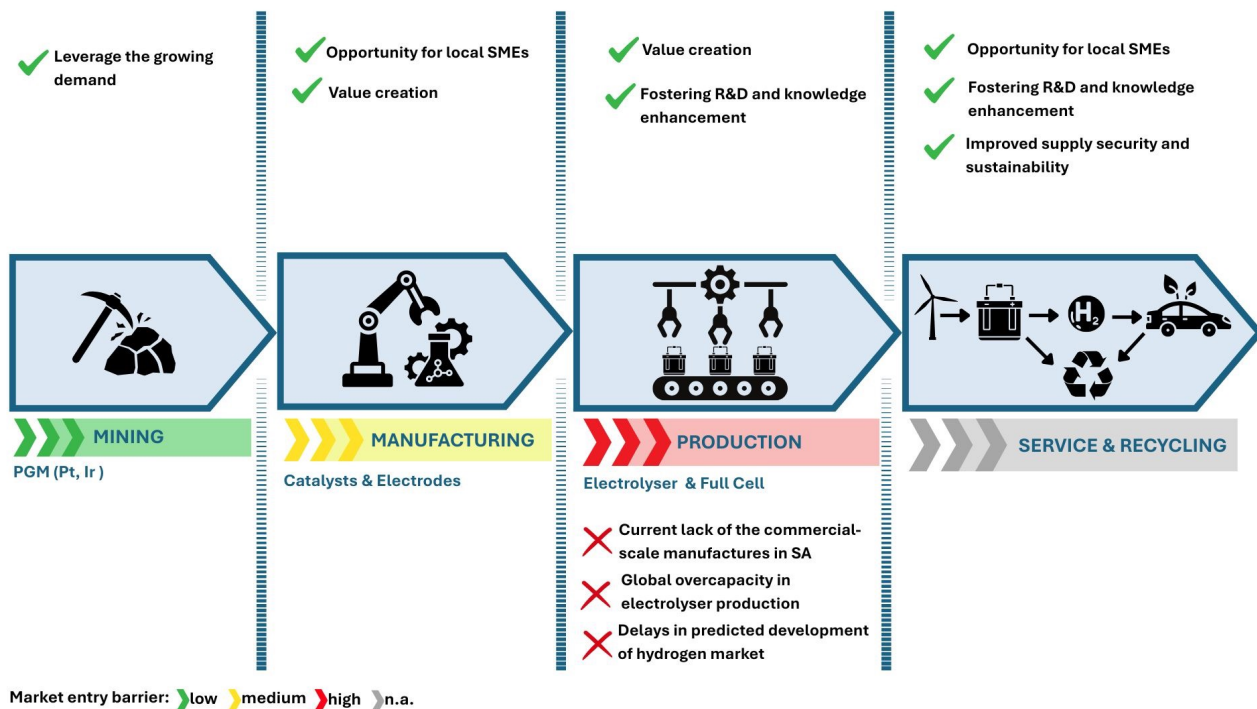 Leverage the growing
demand
Opportunity for local SMEs
Value creation
Value creation
Fostering R&D and knowledge
enhancement
Opportunity for local SMEs
Fostering R&D and knowledge
enhancement
Improved supply security and
sustainability
H2
MINING
PGM (Pt, Ir )
MANUFACTURING
Catalysts & Electrodes
PRODUCTION
Electrolyser & Full Cell
SERVICE & RECYCLING
Current lack of the commercial-
scale manufactures in SA
Global overcapacity in
electrolyser production
Delays in predicted development
of hydrogen market
Market entry barrier: low medium high n.a.